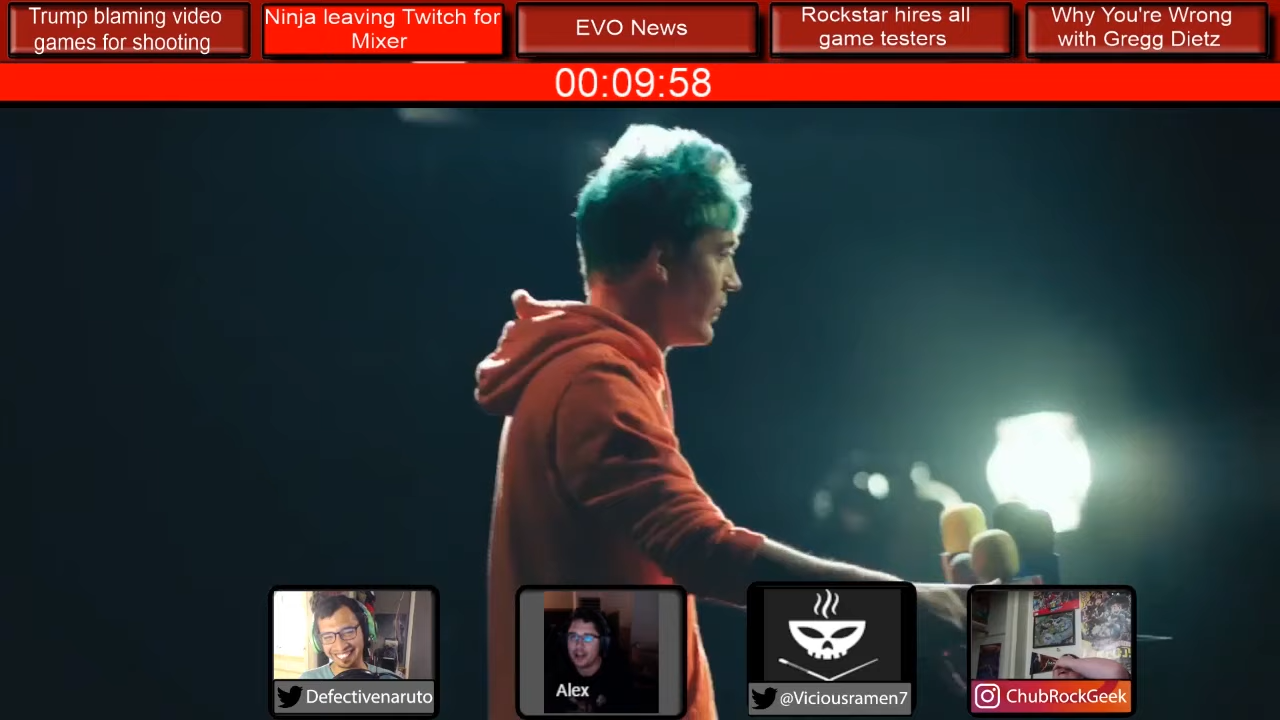 Trump blaming video
games for shooting
Ninja leaving Twitch for
Mixer
EVO News
Rockstar hires all
game testers
Why You're Wrong
with Gregg Dietz
00:09:58
Defectivenaruto
Alex
@Viciousramen7
ChubRockGeek